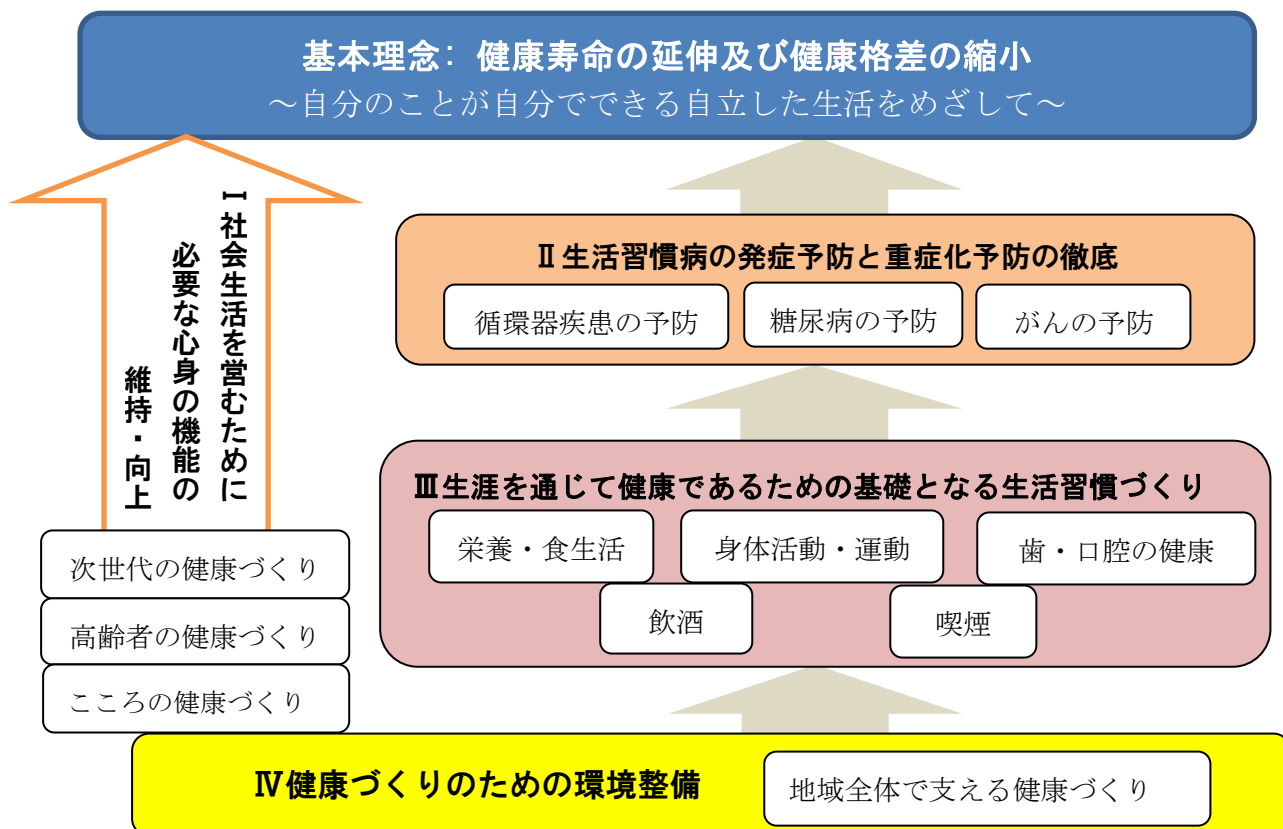 基本理念: 健康寿命の延伸及び健康格差の縮小
～自分のことが自分でできる自立した生活をめざして～
Ⅰ 社会生活を営むために
必要な心身の機能の
維持・向上
次世代の健康づくり
高齢者の健康づくり
こころの健康づくり
Ⅱ生活習慣病の発症予防と重症化予防の徹底
循環器疾患の予防
糖尿病の予防
がんの予防
Ⅲ生涯を通じて健康であるための基礎となる生活習慣づくり
栄養・食生活
身体活動・運動
歯・口腔の健康
飲酒
喫煙
Ⅳ健康づくりのための環境整備
地域全体で支える健康づくり